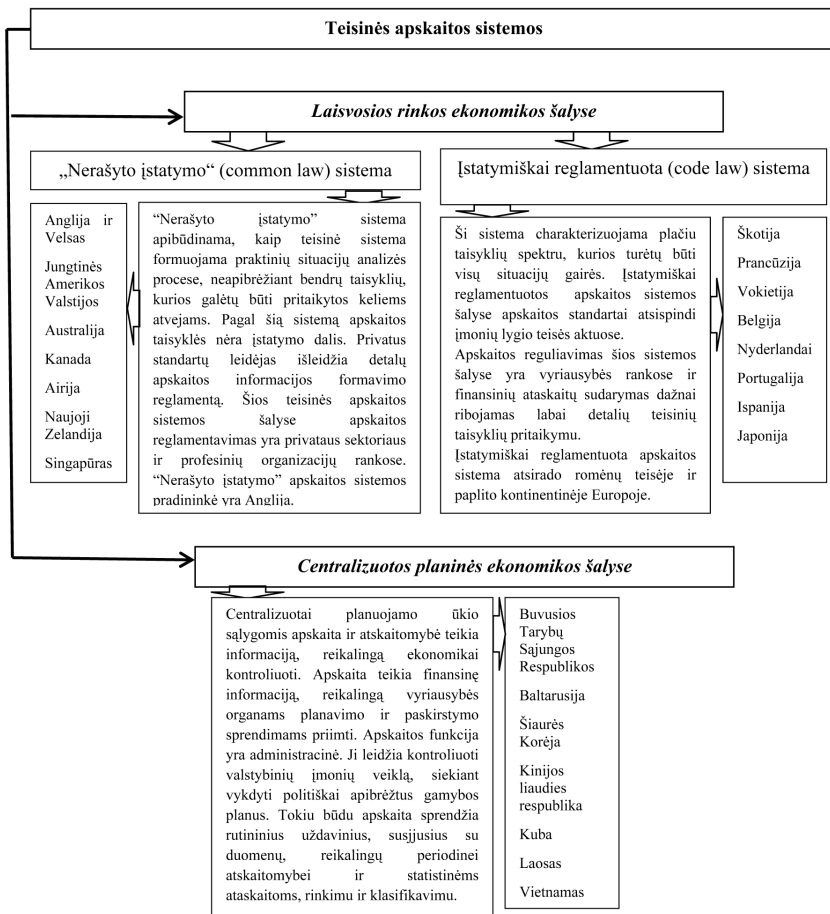 Teisinės apskaitos sistemos
Laisvosios rinkos ekonomikos šalyse
„Nerašyto įstatymo“ (common law) sistema
Įstatymiškai reglamentuota (code law) sistema
Anglija ir
Velsas
Jungtinės
Amerikos
Valstijos
Australija
Kanada
Airija
Naujoji
Zelandija
Singapūras
“Nerašyto įstatymo” sistema
apibūdinama, kaip teisinė sistema
formuojama praktinių situacijų analizės
procese, neapibrėžiant bendrų taisyklių,
kurios galėtų būti pritaikytos keliems
atvejams. Pagal šią sistemą apskaitos
taisyklės nėra įstatymo dalis. Privatus
standartų leidėjas išleidžia detalų
apskaitos informacijos formavimo
reglamentą. Šios teisinės apskaitos
sistemos šalyse apskaitos
reglamentavimas yra privataus sektoriaus
ir profesinių organizacijų rankose.
“Nerašyto įstatymo” apskaitos sistemos
pradininkė yra Anglija.
Ši sistema charakterizuojama plačiu
taisyklių spektru, kurios turėtų būti
visų situacijų gairės. Įstatymiškai
reglamentuotos apskaitos sistemos
šalyse apskaitos standartai atsispindi
įmonių lygio teisės aktuose.
Apskaitos reguliavimas šios sistemos
šalyse yra vyriausybės rankose ir
finansinių ataskaitų sudarymas dažnai
ribojamas labai detalių teisinių
taisyklių pritaikymu.
Įstatymiškai reglamentuota apskaitos
sistema atsirado romėnų teisėje ir
paplito kontinentinėje Europoje.
Škotija
Prancūzija
Vokietija
Belgija
Nyderlandai
Portugalija
Ispanija
Japonija
Centralizuotos planinės ekonomikos šalyse
Centralizuotai planuojamo ūkio
sąlygomis apskaita ir atskaitomybė teikia
informaciją, reikalingą ekonomikai
kontroliuoti. Apskaita teikia finansinę
informaciją, reikalingą vyriausybės
organams planavimo ir paskirstymo
sprendimams priimti. Apskaitos funkcija
yra administracinė. Ji leidžia kontroliuoti
valstybinių įmonių veiklą, siekiant
vykdyti politiškai apibrėžtus gamybos
planus. Tokiu būdu apskaita sprendžia
rutininius uždavinius, susjjusius su
duomenų, reikalingų periodinei
atskaitomybei ir statistinėms
ataskaitoms, rinkimu ir klasifikavimu.
Buvusios
Tarybų
Sąjungos
Respublikos
Baltarusija
Šiaurės
Korėja
Kinijos
liaudies
respublika
Kuba
Laosas
Vietnamas